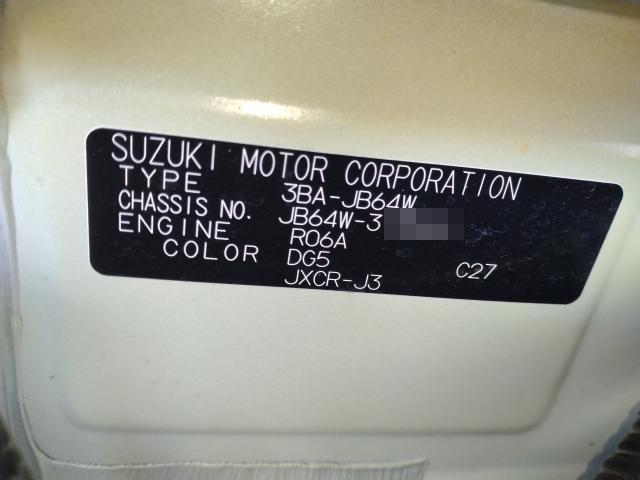 SUZUKI MOTOR CORPORATION
TYPE 3BA-JB64W
CHASSIS NO. JB64W-3
ENGINE R06A
COLOR DG5 C27
JXCR-J3